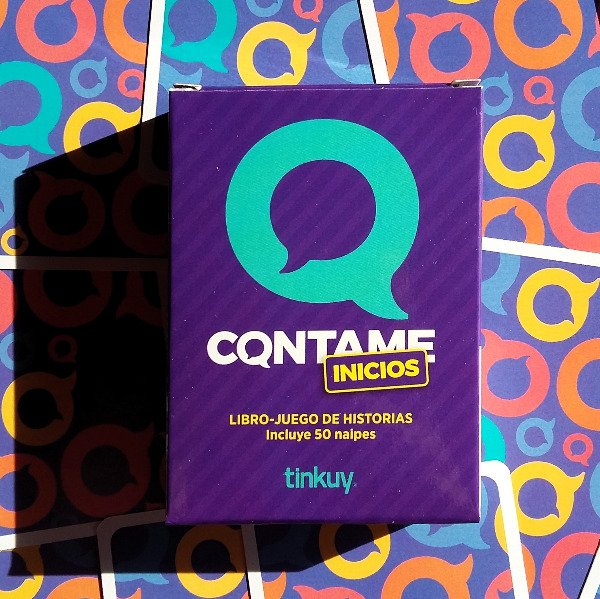 CONTAME
INICIOS
LIBRO-JUEGO DE HISTORIAS
Incluye 50 naipes
tinkuy